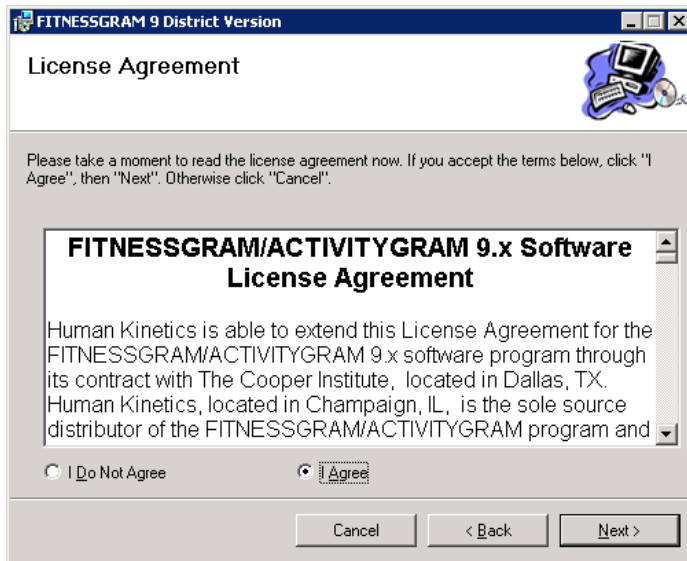 FITNESSGRAM 9 District Version
License Agreement
Please take a moment to read the license agreement now. If you accept the terms below, click "I
Agree", then "Next". Otherwise click "Cancel".
FITNESSGRAM/ACTIVITYGRAM 9.x Software
License Agreement
Human Kinetics is able to extend this License Agreement for the
FITNESSGRAM/ACTIVITYGRAM 9.x software program through
its contract with The Cooper Institute,  located in Dallas, TX.
Human Kinetics, located in Champaign, IL,  is the sole source
distributor of the FITNESSGRAM/ACTIVITYGRAM program and
I Do Not Agree
I Agree
Cancel
< Back
Next >